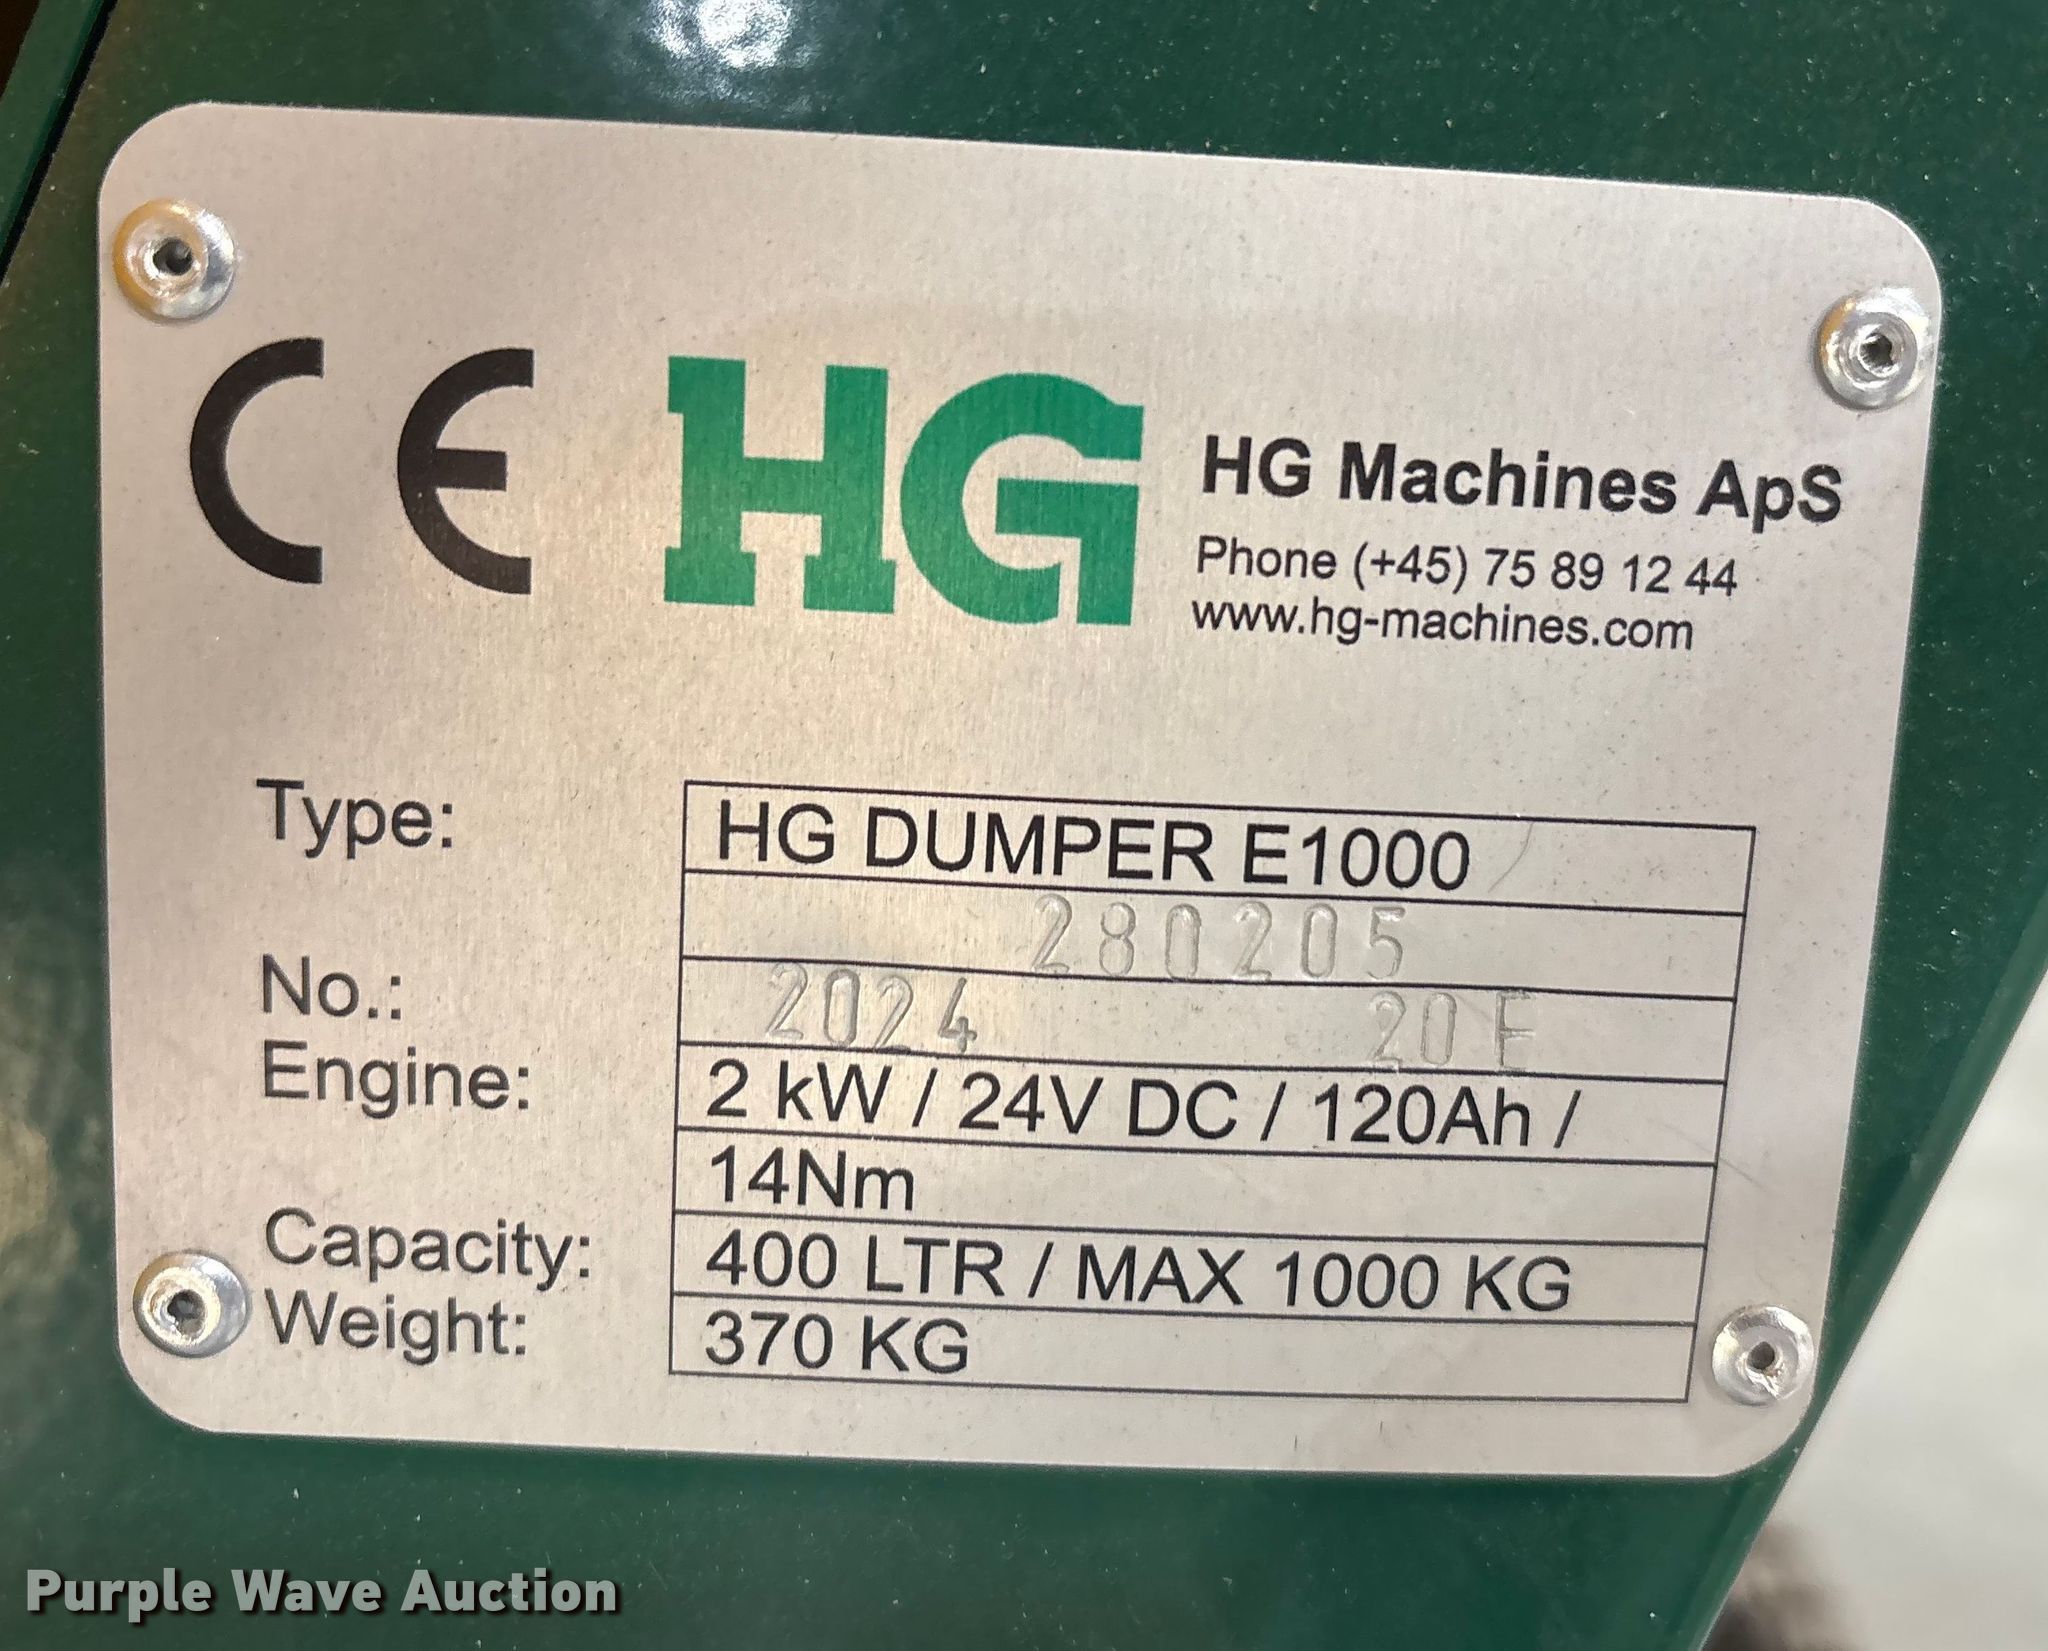 CE HG
HG Machines ApS
Phone (+45) 75 89 12 44
www.hg-machines.com
Type: HG DUMPER E1000
280205
No.: 2024 20E
Engine: 2 kW / 24V DC / 120Ah /
14Nm
Capacity: 400 LTR / MAX 1000 KG
Weight: 370 KG
Purple Wave Auction